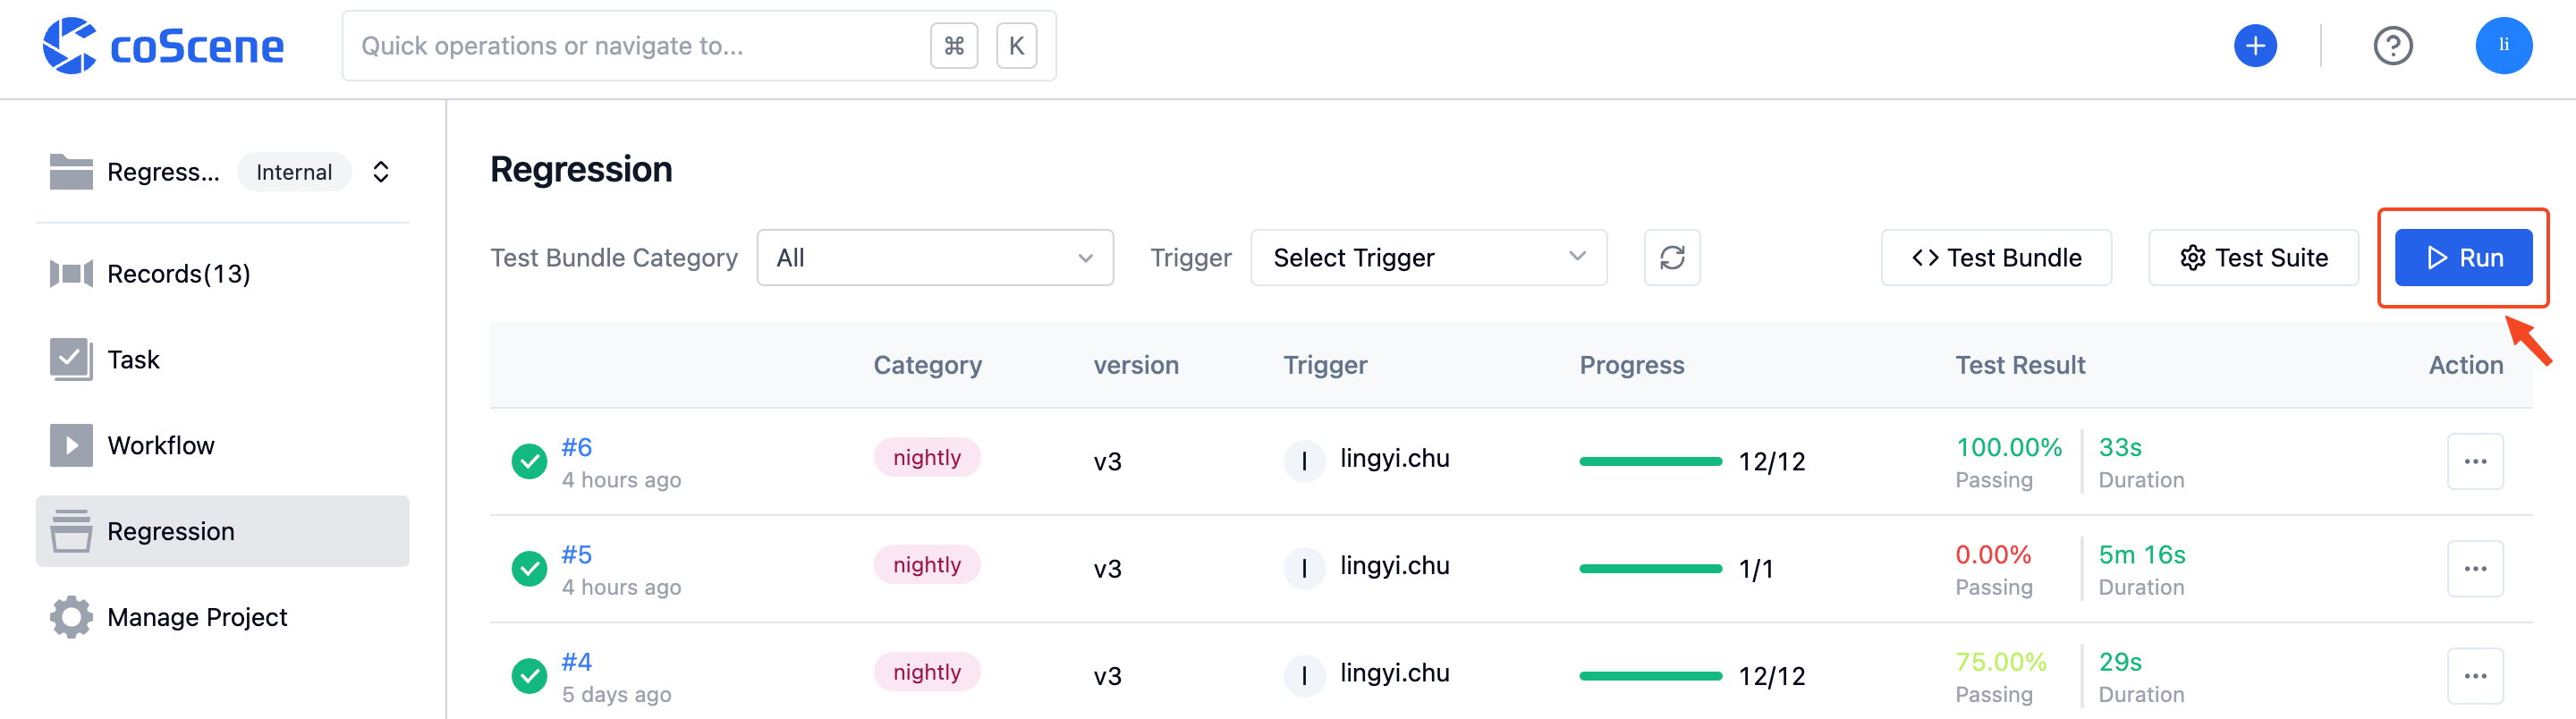 coScene
Quick operations or navigate to...
⌘ K
li
Regress... Internal
Records(13)
Task
Workflow
Regression
Manage Project
Regression
Test Bundle Category All Trigger Select Trigger Test Bundle Test Suite Run
Category version Trigger Progress Test Result Action
#6 nightly v3 l lingyi.chu 12/12 100.00% 33s
4 hours ago Passing Duration
#5 nightly v3 l lingyi.chu 1/1 0.00% 5m 16s
4 hours ago Passing Duration
#4 nightly v3 l lingyi.chu 12/12 75.00% 29s
5 days ago Passing Duration